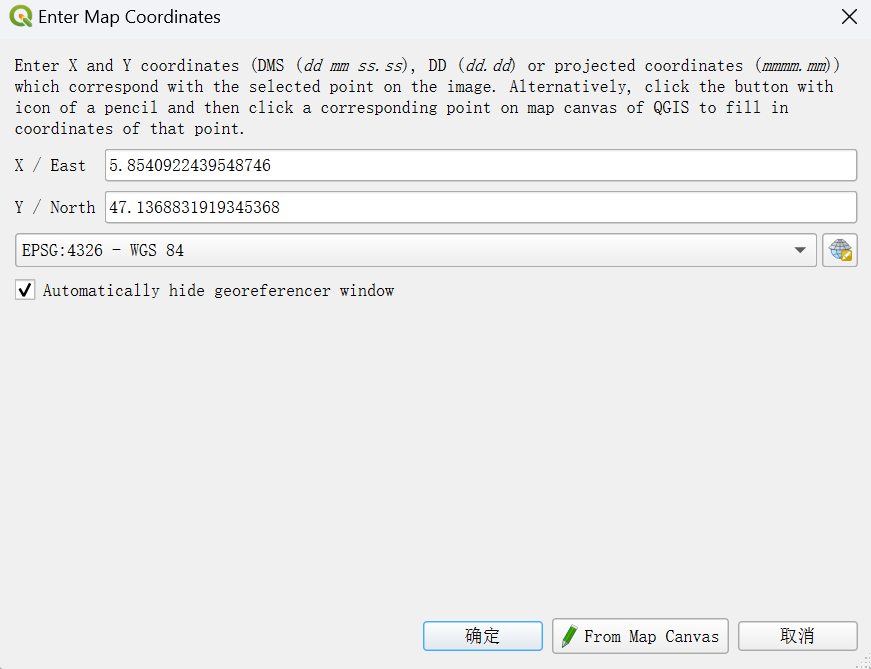 Enter Map Coordinates
Enter X and Y coordinates (DMS (dd mm ss.ss), DD (dd.dd) or projected coordinates (mmmm.mm))
which correspond with the selected point on the image. Alternatively, click the button with
icon of a pencil and then click a corresponding point on map canvas of QGIS to fill in
coordinates of that point.
X / East 5.8540922439548746
Y / North 47.1368831919345368
EPSG:4326 - WGS 84
Automatically hide georeferencer window
确定 From Map Canvas 取消